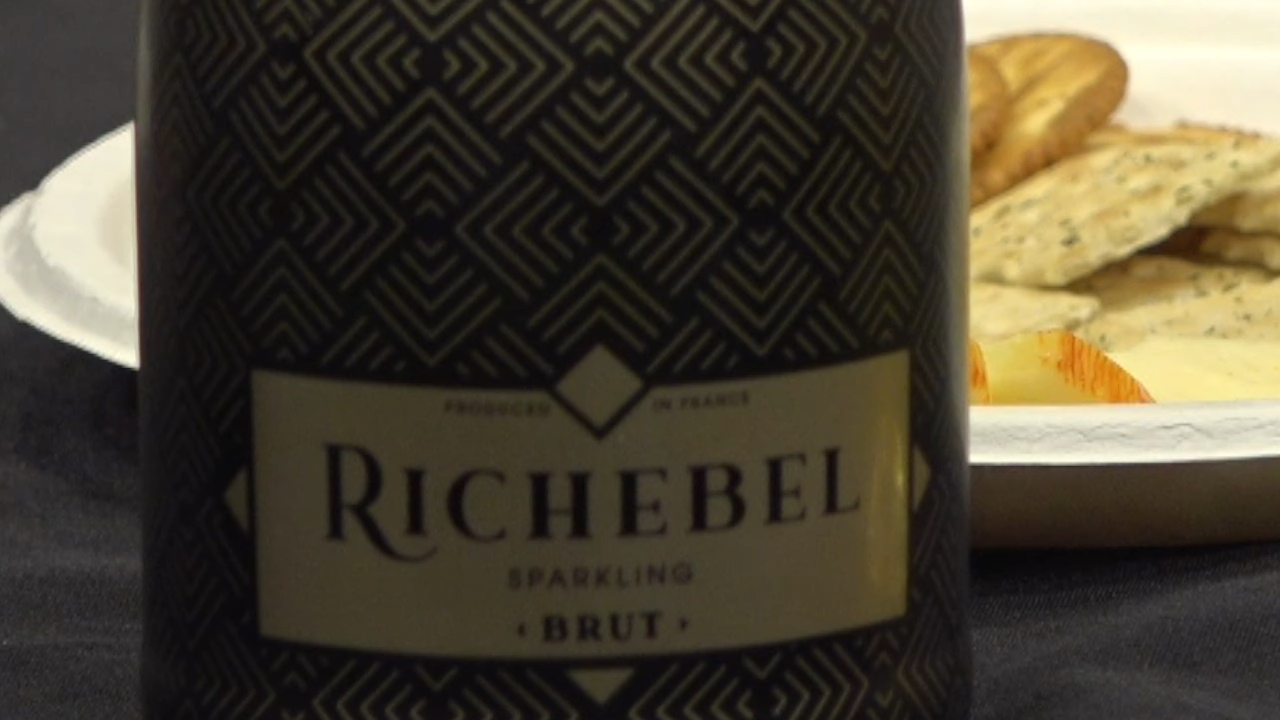 PRODUCED IN FRANCE
RICHEBEL
SPARKLING
‹ BRUT ›